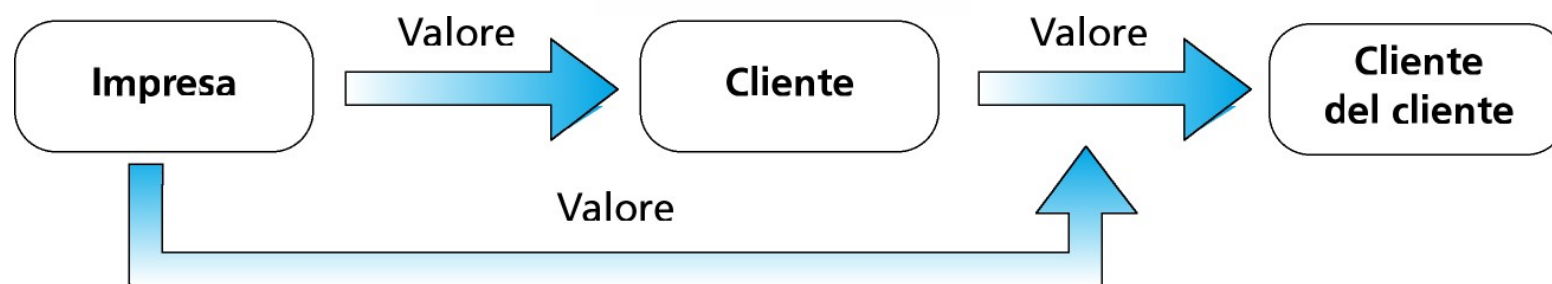 Valore
Valore
Impresa
Cliente
Cliente
del cliente
Valore